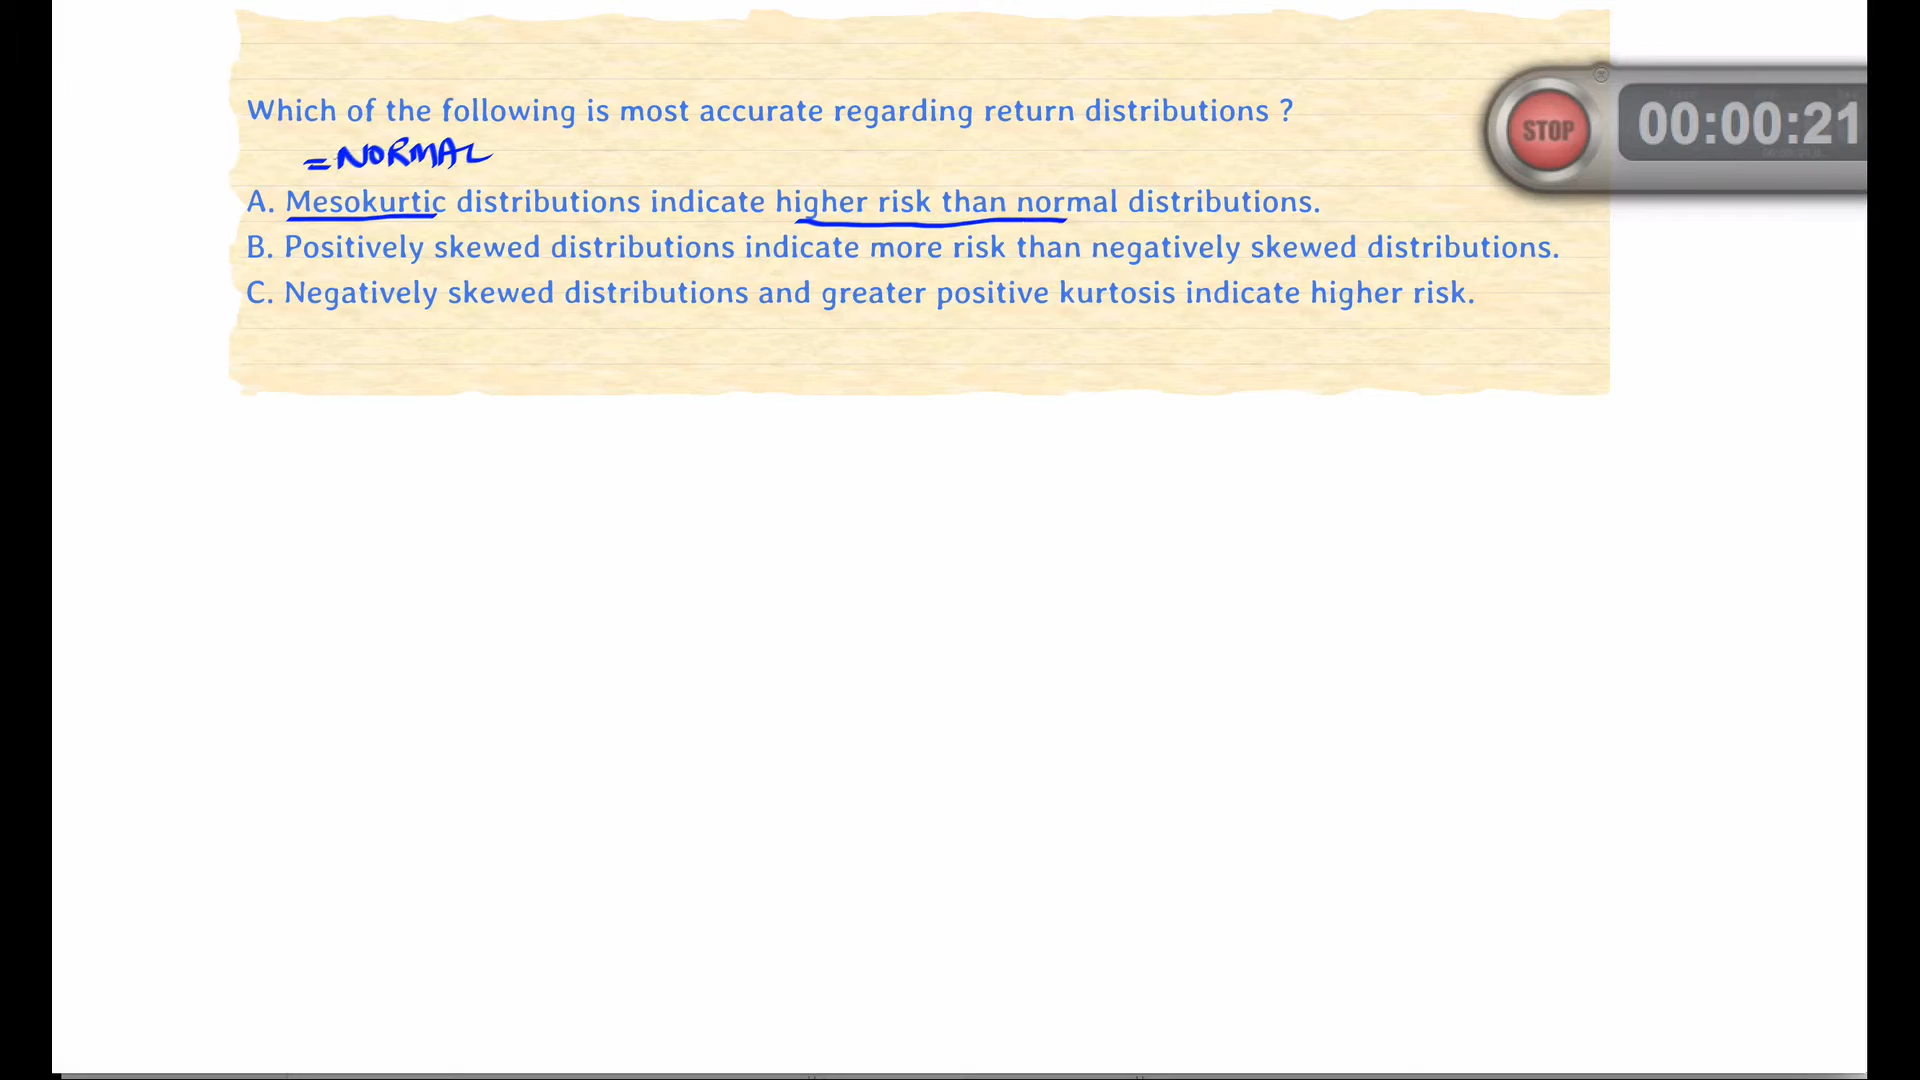 Which of the following is most accurate regarding return distributions ?
=NORMAL
A. Mesokurtic distributions indicate higher risk than normal distributions.
B. Positively skewed distributions indicate more risk than negatively skewed distributions.
C. Negatively skewed distributions and greater positive kurtosis indicate higher risk.
STOP
00:00:21